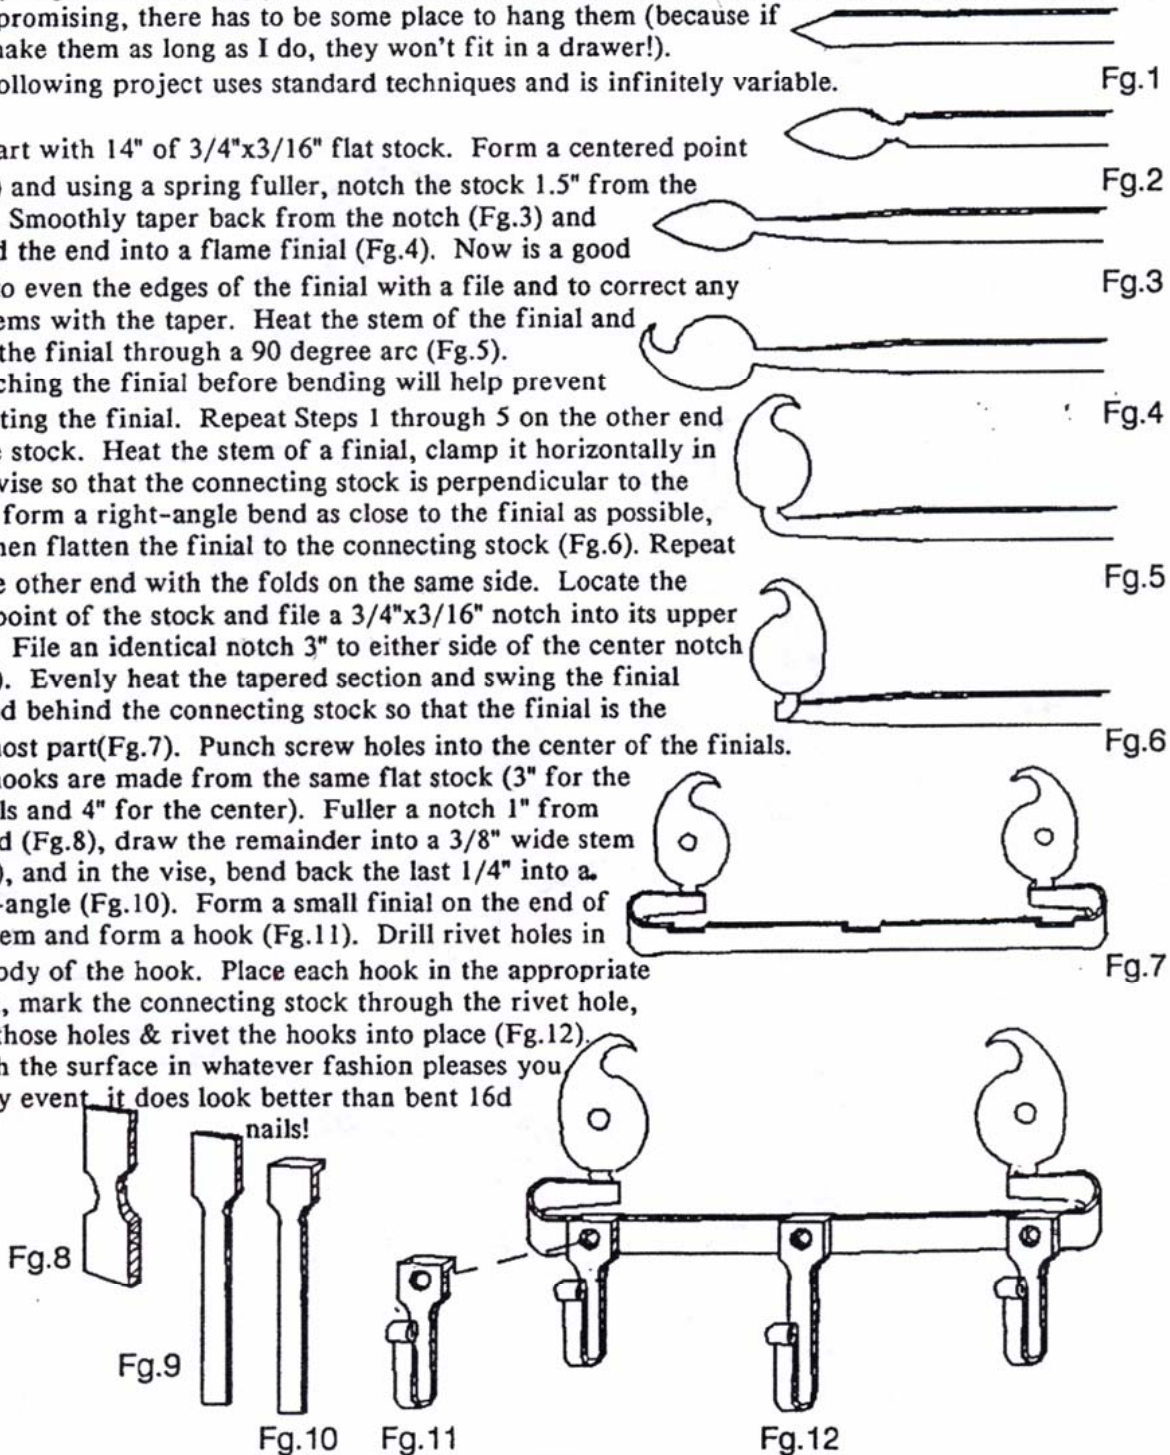 promising, there has to be some place to hang them (because if
make them as long as I do, they won't fit in a drawer!).
ollowing project uses standard techniques and is infinitely variable.
Fg.1
art with 14" of 3/4"x3/16" flat stock. Form a centered point
) and using a spring fuller, notch the stock 1.5" from the
Fg.2
Smoothly taper back from the notch (Fg.3) and
d the end into a flame finial (Fg.4). Now is a good
o even the edges of the finial with a file and to correct any
Fg.3
ems with the taper. Heat the stem of the finial and
the finial through a 90 degree arc (Fg.5).
ching the finial before bending will help prevent
ting the finial. Repeat Steps 1 through 5 on the other end
Fg.4
e stock. Heat the stem of a finial, clamp it horizontally in
vise so that the connecting stock is perpendicular to the
form a right-angle bend as close to the finial as possible,
hen flatten the finial to the connecting stock (Fg.6). Repeat
e other end with the folds on the same side. Locate the
Fg.5
point of the stock and file a 3/4"x3/16" notch into its upper
File an identical notch 3" to either side of the center notch
). Evenly heat the tapered section and swing the finial
d behind the connecting stock so that the finial is the
most part(Fg.7). Punch screw holes into the center of the finials.
Fg.6
hooks are made from the same flat stock (3" for the
ls and 4" for the center). Fuller a notch 1" from
d (Fg.8), draw the remainder into a 3/8" wide stem
), and in the vise, bend back the last 1/4" into a
-angle (Fg.10). Form a small finial on the end of
em and form a hook (Fg.11). Drill rivet holes in
ody of the hook. Place each hook in the appropriate
Fg.7
, mark the connecting stock through the rivet hole,
those holes & rivet the hooks into place (Fg.12).
h the surface in whatever fashion pleases you
y event, it does look better than bent 16d
nails!
Fg.8
Fg.9
Fg.10
Fg.11
Fg.12